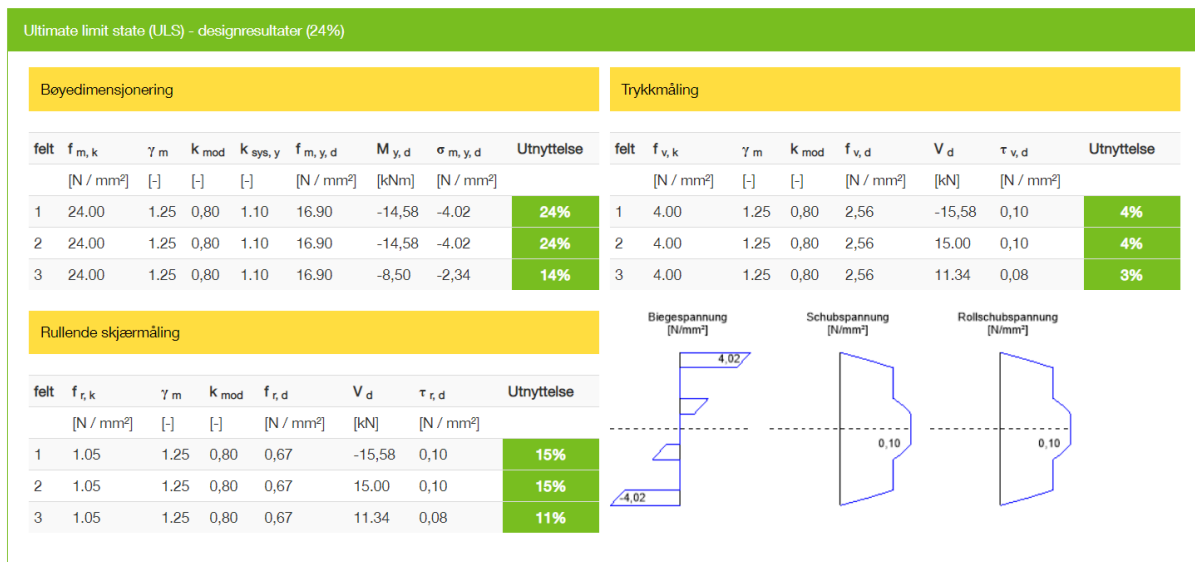 Ultimate limit state (ULS) - designresultater (24%)
Bøyedimensjonering
felt f m, k γ m k mod k sys, y f m, y, d M y, d σ m, y, d Utnyttelse
[N / mm²] [-] [-] [-] [N / mm²] [kNm] [N / mm²]
1 24.00 1.25 0,80 1.10 16.90 -14,58 -4.02 24%
2 24.00 1.25 0,80 1.10 16.90 -14,58 -4.02 24%
3 24.00 1.25 0,80 1.10 16.90 -8,50 -2,34 14%
Trykkmåling
felt f v, k γ m k mod f v, d V d τ v, d Utnyttelse
[N / mm²] [-] [-] [N / mm²] [kN] [N / mm²]
1 4.00 1.25 0,80 2,56 -15,58 0,10 4%
2 4.00 1.25 0,80 2,56 15.00 0,10 4%
3 4.00 1.25 0,80 2,56 11.34 0,08 3%
Rullende skjærmåling
felt f r, k γ m k mod f r, d V d τ r, d Utnyttelse
[N / mm²] [-] [-] [N / mm²] [kN] [N / mm²]
1 1.05 1.25 0,80 0,67 -15,58 0,10 15%
2 1.05 1.25 0,80 0,67 15.00 0,10 15%
3 1.05 1.25 0,80 0,67 11.34 0,08 11%
Biegespannung
[N/mm²]
4,02
-4,02
Schubspannung
[N/mm²]
0,10
Rollschubspannung
[N/mm²]
0,10